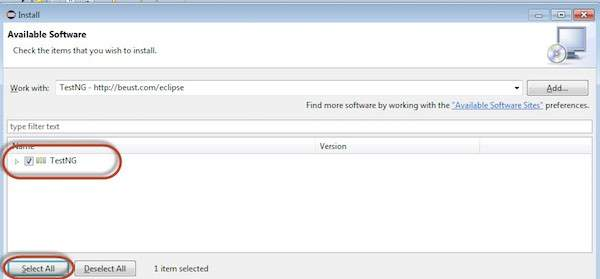 Install
Available Software
Check the items that you wish to install.
Work with: TestNG - http://beust.com/eclipse Add...
Find more software by working with the "Available Software Sites" preferences.
type filter text
Name Version
TestNG
Select All Deselect All 1 item selected